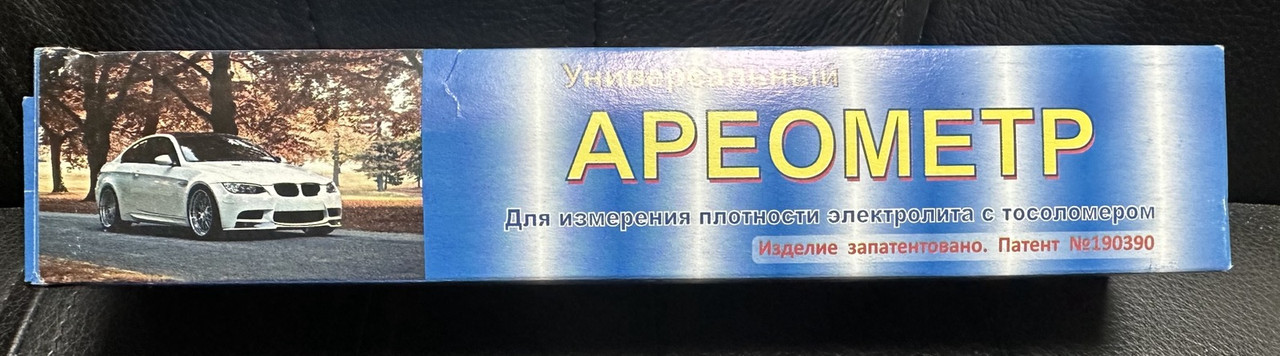 Универсальный
АРЕОМЕТР
Для измерения плотности электролита с тосоломером
Изделие запатентовано. Патент №190390